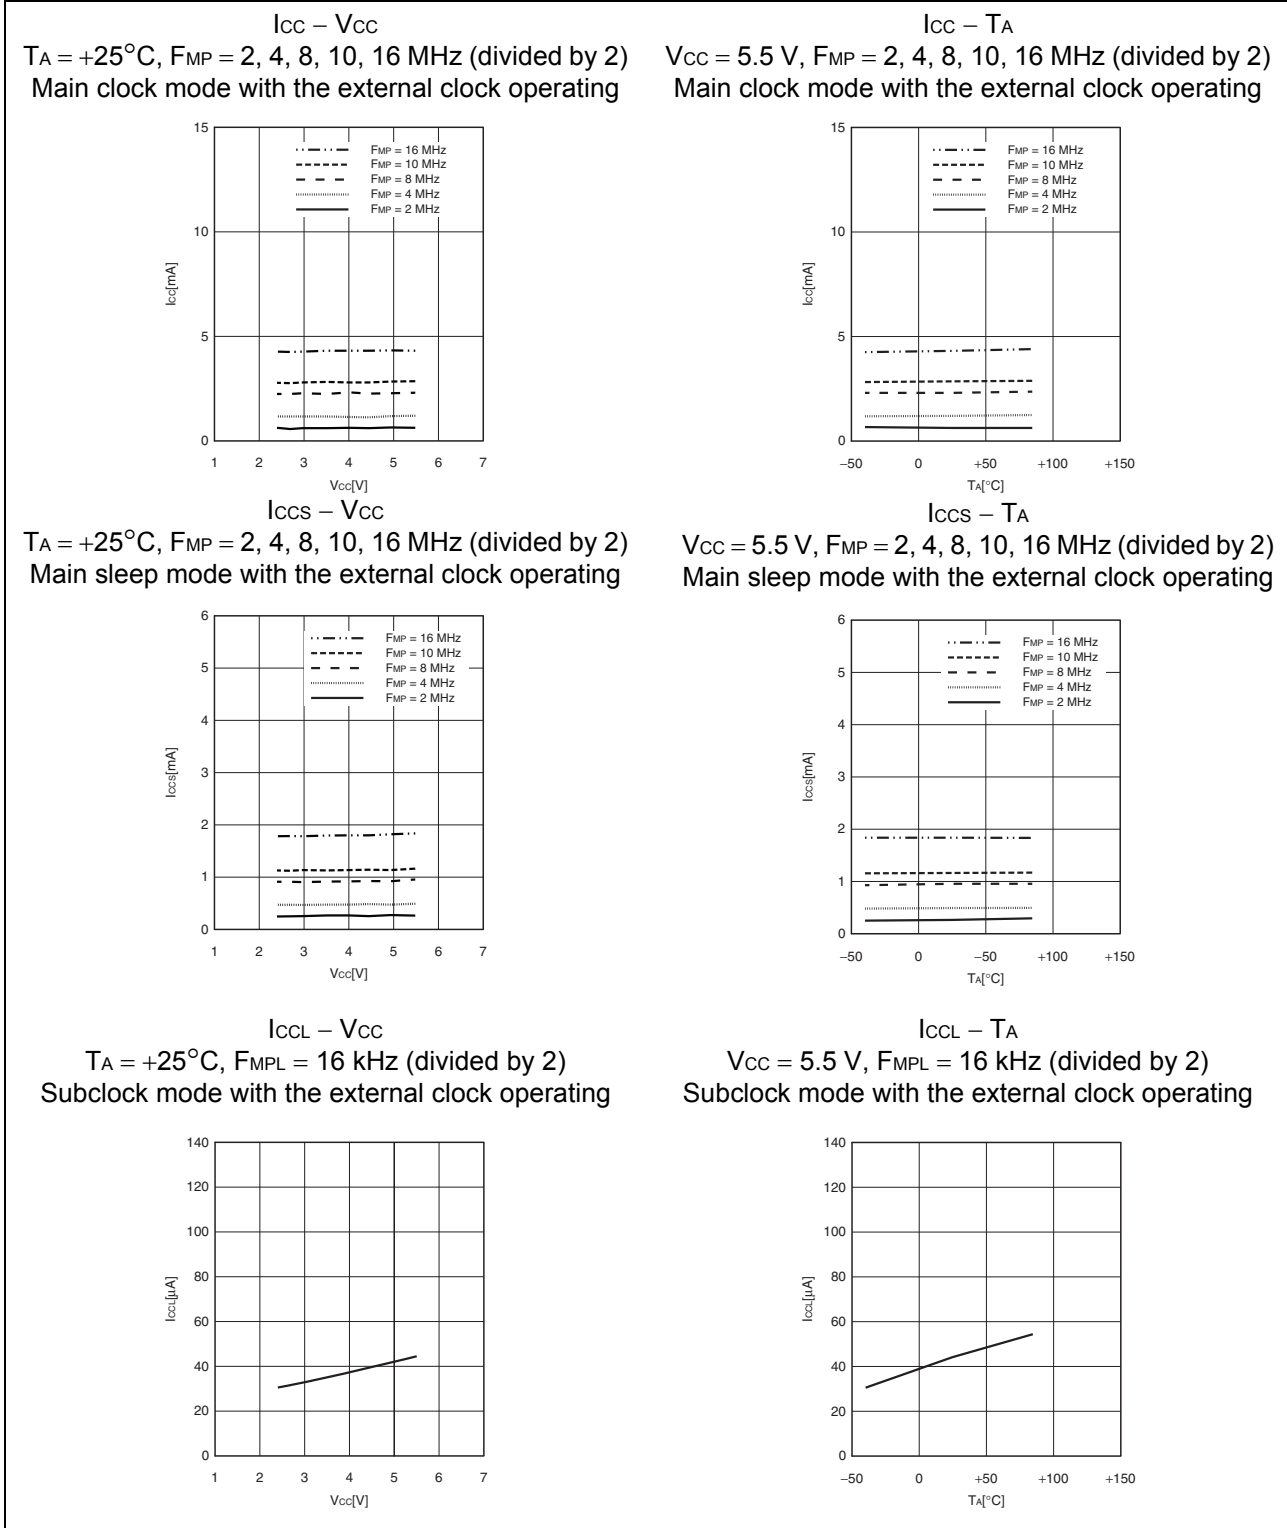 ICC − VCC
TA = +25°C, FMP = 2, 4, 8, 10, 16 MHz (divided by 2)
Main clock mode with the external clock operating
15
10
5
0
ICC[mA]
FMP = 16 MHz
FMP = 10 MHz
FMP = 8 MHz
FMP = 4 MHz
FMP = 2 MHz
1 2 3 4 5 6 7
VCC[V]
ICC − TA
VCC = 5.5 V, FMP = 2, 4, 8, 10, 16 MHz (divided by 2)
Main clock mode with the external clock operating
15
10
5
0
ICC[mA]
FMP = 16 MHz
FMP = 10 MHz
FMP = 8 MHz
FMP = 4 MHz
FMP = 2 MHz
−50 0 +50 +100 +150
TA[°C]
ICCS − VCC
TA = +25°C, FMP = 2, 4, 8, 10, 16 MHz (divided by 2)
Main sleep mode with the external clock operating
6
5
4
3
2
1
0
ICCS[mA]
FMP = 16 MHz
FMP = 10 MHz
FMP = 8 MHz
FMP = 4 MHz
FMP = 2 MHz
1 2 3 4 5 6 7
VCC[V]
ICCS − TA
VCC = 5.5 V, FMP = 2, 4, 8, 10, 16 MHz (divided by 2)
Main sleep mode with the external clock operating
6
5
4
3
2
1
0
ICCS[mA]
FMP = 16 MHz
FMP = 10 MHz
FMP = 8 MHz
FMP = 4 MHz
FMP = 2 MHz
−50 0 −50 +100 +150
TA[°C]
ICCL − VCC
TA = +25°C, FMPL = 16 kHz (divided by 2)
Subclock mode with the external clock operating
140
120
100
80
60
40
20
0
ICCL[µA]
1 2 3 4 5 6 7
VCC[V]
ICCL − TA
VCC = 5.5 V, FMPL = 16 kHz (divided by 2)
Subclock mode with the external clock operating
140
120
100
80
60
40
20
0
ICCL[µA]
−50 0 +50 +100 +150
TA[°C]